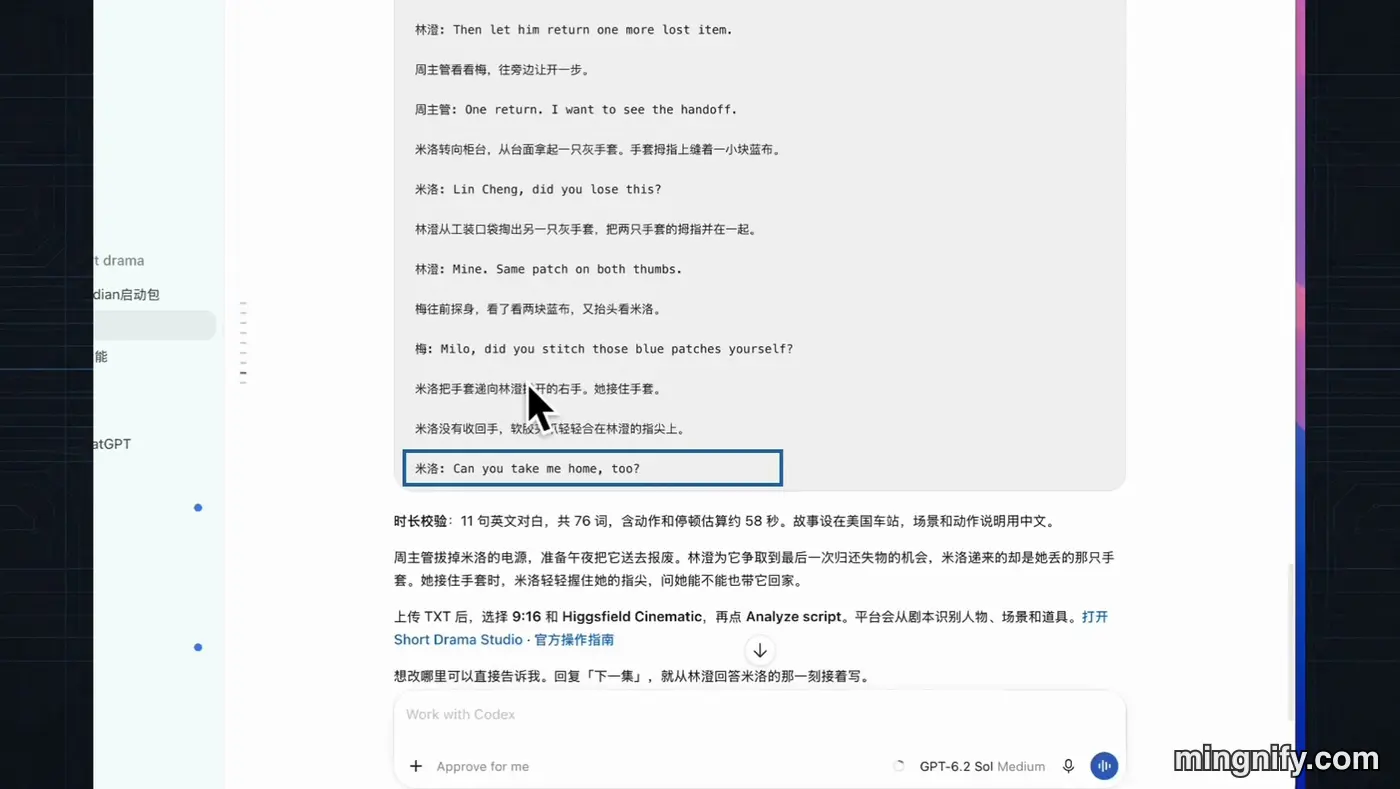 林澄: Then let him return one more lost item.
周主管看看梅，往旁边让开一步。
周主管: One return. I want to see the handoff.
米洛转向柜台，从台面拿起一只灰手套。手套拇指上缝着一小块蓝布。
米洛: Lin Cheng, did you lose this?
林澄从工装口袋掏出另一只灰手套，把两只手套的拇指并在一起。
林澄: Mine. Same patch on both thumbs.
梅往前探身，看了看两块蓝布，又抬头看米洛。
梅: Milo, did you stitch those blue patches yourself?
米洛把手套递向林澄 开的右手。她接住手套。
米洛没有收回手，软胶 轻轻合在林澄的指尖上。
米洛: Can you take me home, too?
t drama
dian启动包
能
atGPT
时长校验：11 句英文对白，共 76 词，含动作和停顿估算约 58 秒。故事设在美国车站，场景和动作说明用中文。
周主管拔掉米洛的电源，准备午夜把它送去报废。林澄为它争取到最后一次归还失物的机会，米洛递来的却是她丢的那只手
套。她接住手套时，米洛轻轻握住她的指尖，问她能不能也带它回家。
上传 TXT 后，选择 9:16 和 Higgsfield Cinematic，再点 Analyze script。平台会从剧本识别人物、场景和道具。打开
Short Drama Studio · 官方操作指南
想改哪里可以直接告诉我。回复「下一集」，就从林澄回答米洛的那一刻接着写。
Work with Codex
Approve for me
GPT-6.2 Sol Medium
mingnify.com